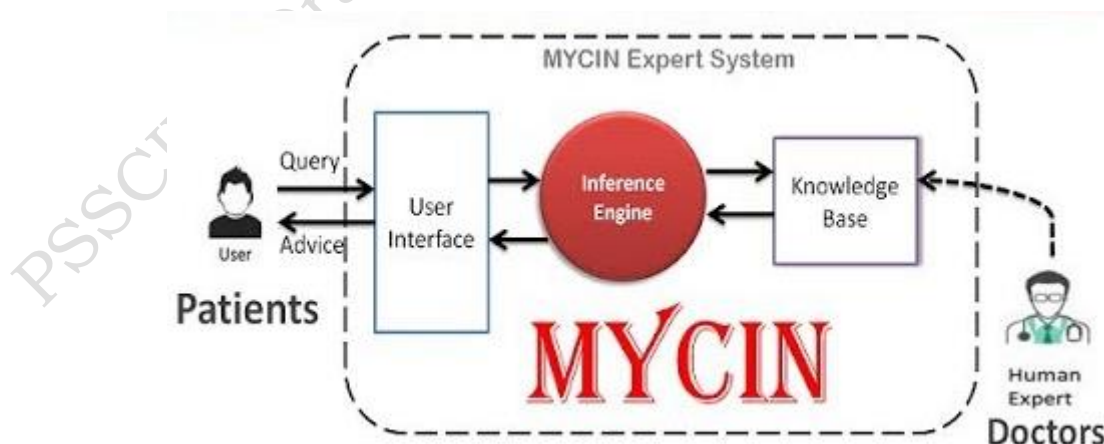 MYCIN Expert System
Query
Advice
User
Patients
User
Interface
Inference
Engine
Knowledge
Base
MYCIN
Human
Expert
Doctors